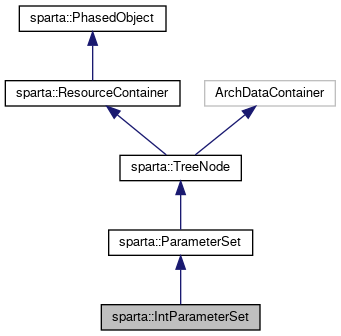 sparta::PhasedObject
sparta::ResourceContainer
ArchDataContainer
sparta::TreeNode
sparta::ParameterSet
sparta::IntParameterSet